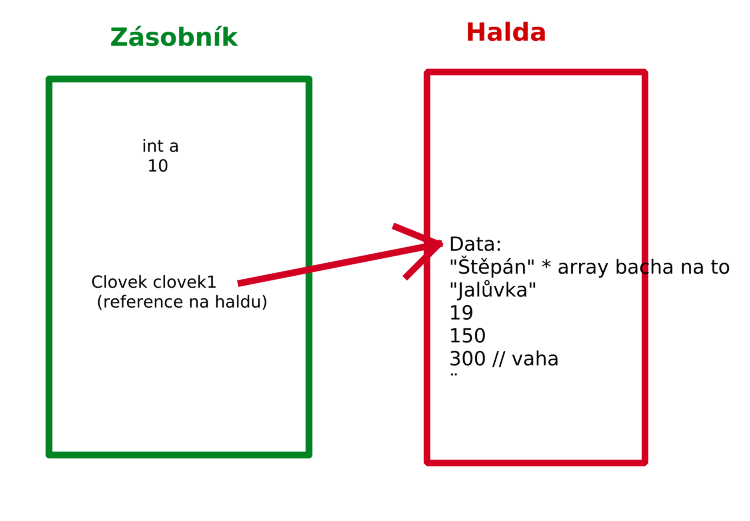 Zásobník
Halda
int a
10
Clovek clovek1
(reference na haldu)
Data:
"Štěpán" * array bacha na to
"Jalůvka"
19
150
300 // vaha
¨